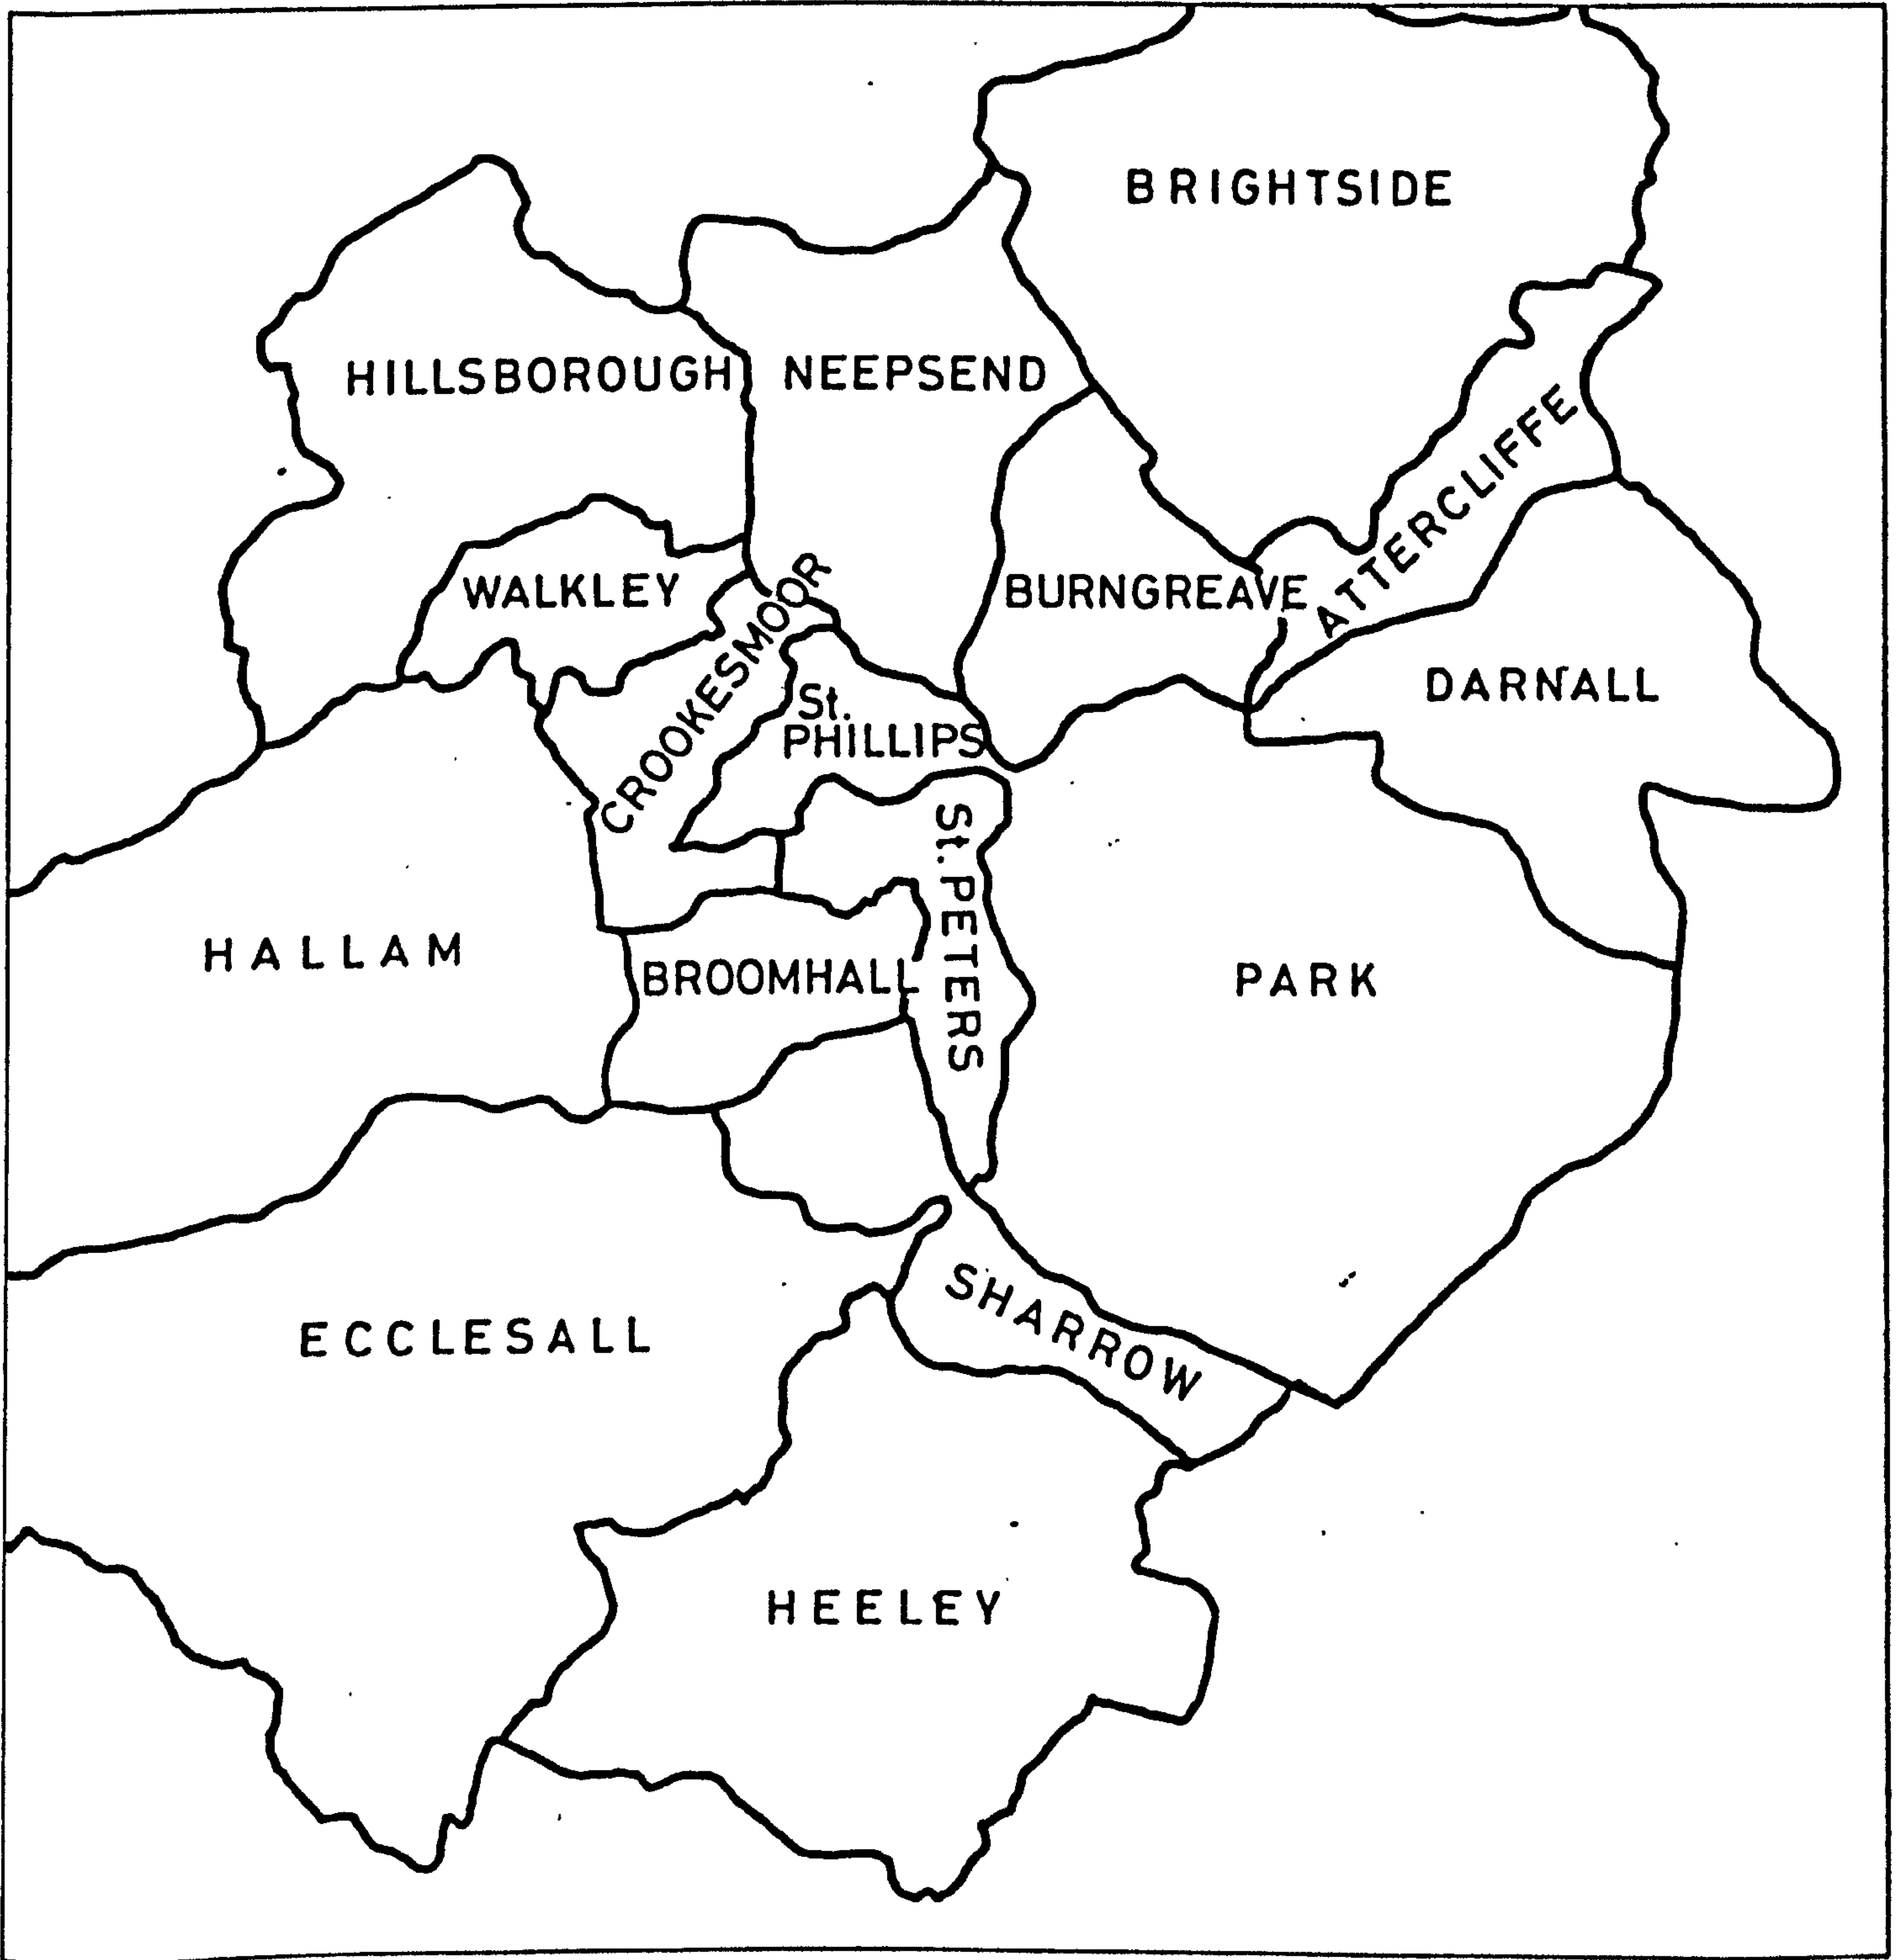 BRIGHTSIDE
HILLSBOROUGH
NEEPSEND
ATTERCLIFFE
WALKLEY
CROOKESMOOR
BURNGREAVE
St.
PHILLIPS
DARNALL
St. PETERS
HALLAM
BROOMHALL
PARK
SHARROW
ECCLESALL
HEELEY